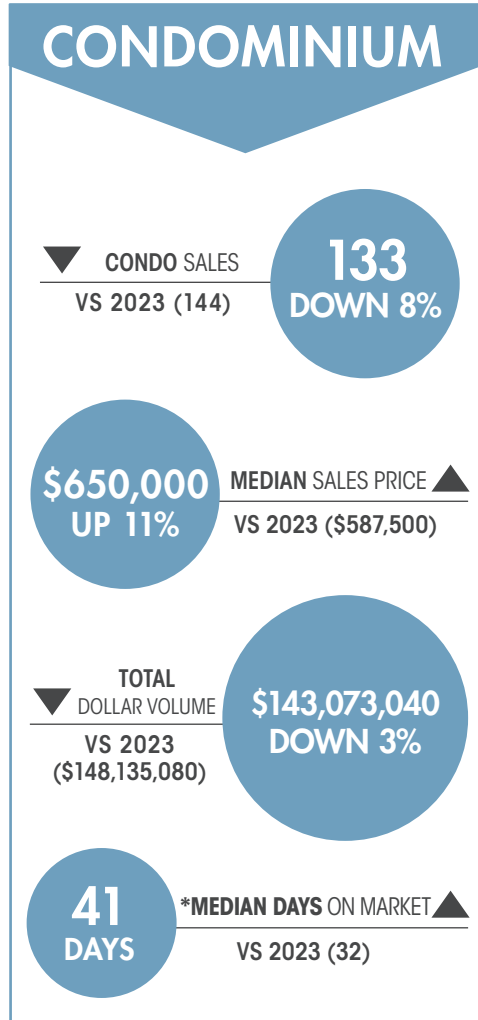 CONDOMINIUM
CONDO SALES
VS 2023 (144)
133
DOWN 8%
$650,000
UP 11%
MEDIAN SALES PRICE
VS 2023 ($587,500)
TOTAL
DOLLAR VOLUME
VS 2023
($148,135,080)
$143,073,040
DOWN 3%
41
DAYS
*MEDIAN DAYS ON MARKET
VS 2023 (32)